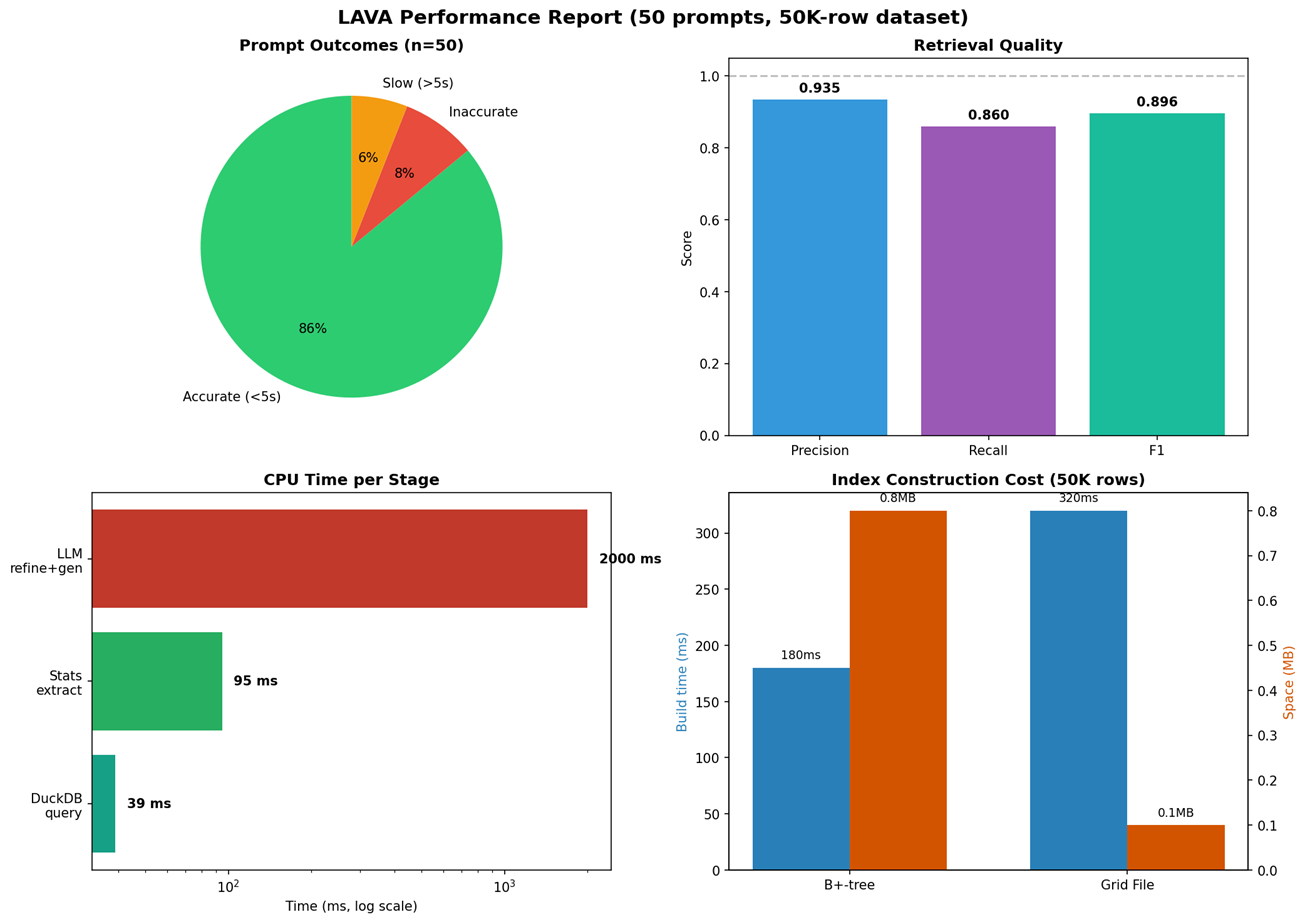 LAVA Performance Report (50 prompts, 50K-row dataset)
Prompt Outcomes (n=50)
Slow (>5s)
Inaccurate
6%
8%
86%
Accurate (<5s)
Retrieval Quality
Score
1.0
0.8
0.6
0.4
0.2
0.0
0.935
0.860
0.896
Precision
Recall
F1
CPU Time per Stage
LLM
refine+gen
2000 ms
Stats
extract
95 ms
DuckDB
query
39 ms
10²
10³
Time (ms, log scale)
Index Construction Cost (50K rows)
Build time (ms)
300
250
200
150
100
50
0
180ms
0.8MB
320ms
0.1MB
0.8
0.7
0.6
0.5
0.4
0.3
0.2
0.1
0.0
Space (MB)
B+-tree
Grid File